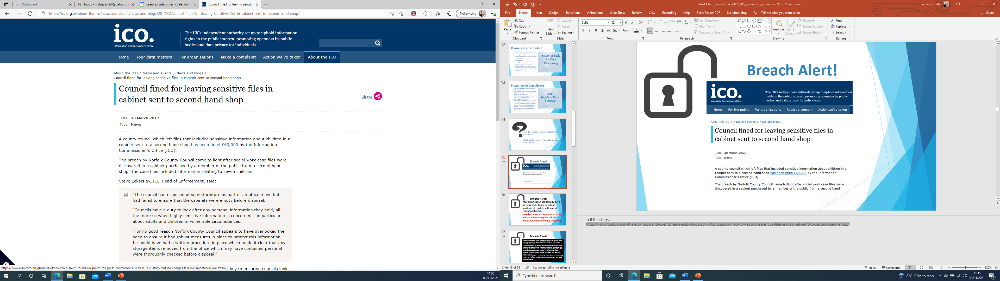 Dashboard
Inbox - lindsey.smith@dataprote
Learn to Enterprises - Calendar -
Council fined for leaving sensitiv
https://ico.org.uk/about-the-ico/news-and-events/news-and-blogs/2017/03/council-fined-for-leaving-sensitive-files-in-cabinet-sent-to-second-hand-shop/
Not syncing
ico.
Information Commissioner's Office
The UK's independent authority set up to uphold information
rights in the public interest, promoting openness by public
bodies and data privacy for individuals.
Home
Your data matters
For organisations
Make a complaint
Action we've taken
About the ICO
About the ICO / News and events / News and blogs /
Council fined for leaving sensitive files in cabinet sent to second hand shop
Council fined for leaving sensitive files in
cabinet sent to second hand shop
Share
Date 20 March 2017
Type News
A county council which left files that included sensitive information about children in a
cabinet sent to a second hand shop has been fined £60,000 by the Information
Commissioner's Office (ICO).
The breach by Norfolk County Council came to light after social work case files were
discovered in a cabinet purchased by a member of the public from a second hand
shop. The case files included information relating to seven children.
Steve Eckersley, ICO Head of Enforcement, said:
"The council had disposed of some furniture as part of an office move but
had failed to ensure that the cabinets were empty before disposal.
"Councils have a duty to look after any personal information they hold, all
the more so when highly sensitive information is concerned – in particular
about adults and children in vulnerable circumstances.
"For no good reason Norfolk County Council appears to have overlooked the
need to ensure it had robust measures in place to protect this information.
It should have had a written procedure in place which made it clear that any
storage items removed from the office which may have contained personal
were thoroughly checked before disposal."
https://www.msn.com/en-gb/news/uknews/cleo-smith-found-wa-police-tell-press-conference-a-man-is-in-custody-but-no-charges-laid-live-updates/ar-AAQfe3m
s key to ensuring councils look
11:35
03/11/2021
Trust Champion 60min GDPR_DPE_awareness_interactive.V2 - PowerPoint
Lindsey Smith
File
Home
Insert
Design
Transitions
Animations
Slide Show
Review
View
Recording
Help
Foxit Reader PDF
Storyboarding
Tell me what you want to do
Share
Paste
Cut
Copy
Format Painter
Clipboard
New
Slide
Layout
Reset
Section
Slides
Calibri
12
Font
Text Direction
Align Text
Convert to SmartArt
Paragraph
Arrange
Quick
Styles
Shape Fill
Shape Outline
Shape Effects
Drawing
Find
Replace
Select
Editing
12
Reasons to process data
6 Lawful Basis
for Data
Processing
13
Preparing for Compliance
The
Rights of Data
Subjects
14
How do you expect others to look after
your data?
What would you do if you had a serious
data breach?
15
Breach Alert!
16
Breach Alert!
Your organisation accidentally lost a
memory stick storing details of
hundreds of children with special
educational needs.
Based on what you know about GDPR,
what are the consequences? What
would you do to avoid this situation?
17
Breach Alert!
Breach Alert!
ico.
Information Commissioner's Office
The UK's independent authority set up to uphold information
rights in the public interest, promoting openness by public
bodies and data privacy for individuals.
Home
For the public
For organisations
Report a concern
Action we've taken
About the ICO / News and events / News and blogs /
Council fined for leaving sensitive files in
cabinet sent to second hand shop
Date 20 March 2017
Type News
A county council which left files that included sensitive information about children in a
cabinet sent to a second hand shop has been fined £60,000 by the Information
Commissioner's Office (ICO).
The breach by Norfolk County Council came to light after social work case files were
discovered in a cabinet purchased by a member of the public from a second hand
Tell the story...
https://ico.org.uk/about-the-ico/news-and-events/news-and-blogs/2017/03/council-fined-for-leaving-sensitive-files-in-cabinet-sent-to-second-hand-shop/
Slide 15 of 36
Accessibility: Investigate
Notes
Comments
120%
Type here to search
8°C Rain to stop
11:35
03/11/2021